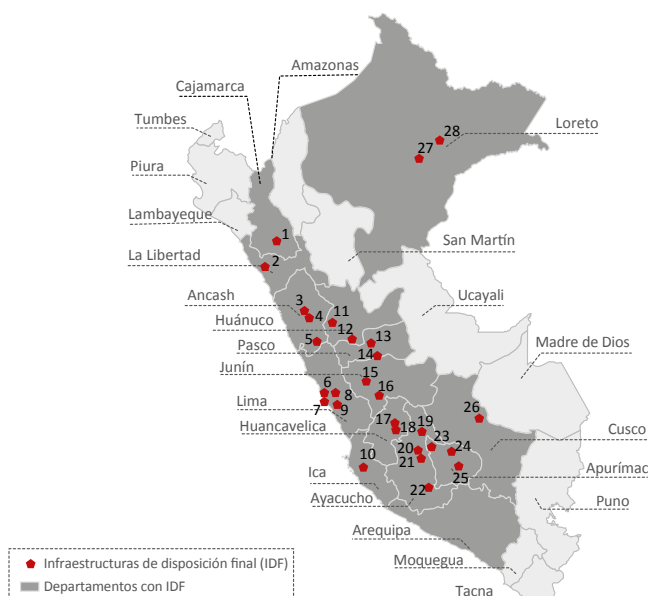 Amazonas
Cajamarca
Tumbes
28
Loreto
27
Piura
Lambayeque
1
San Martín
La Libertad
2
Ancash
3
4
11
Ucayali
Huánuco
12
13
5
Pasco
14
Madre de Dios
Junín
15
16
6
8
26
Lima
7
9
17
19
Cusco
Huancavelica
18
23
20
24
10
21
25
Apurímac
Ica
22
Puno
Ayacucho
Arequipa
Moquegua
Infraestructuras de disposición final (IDF)
Departamentos con IDF
Tacna